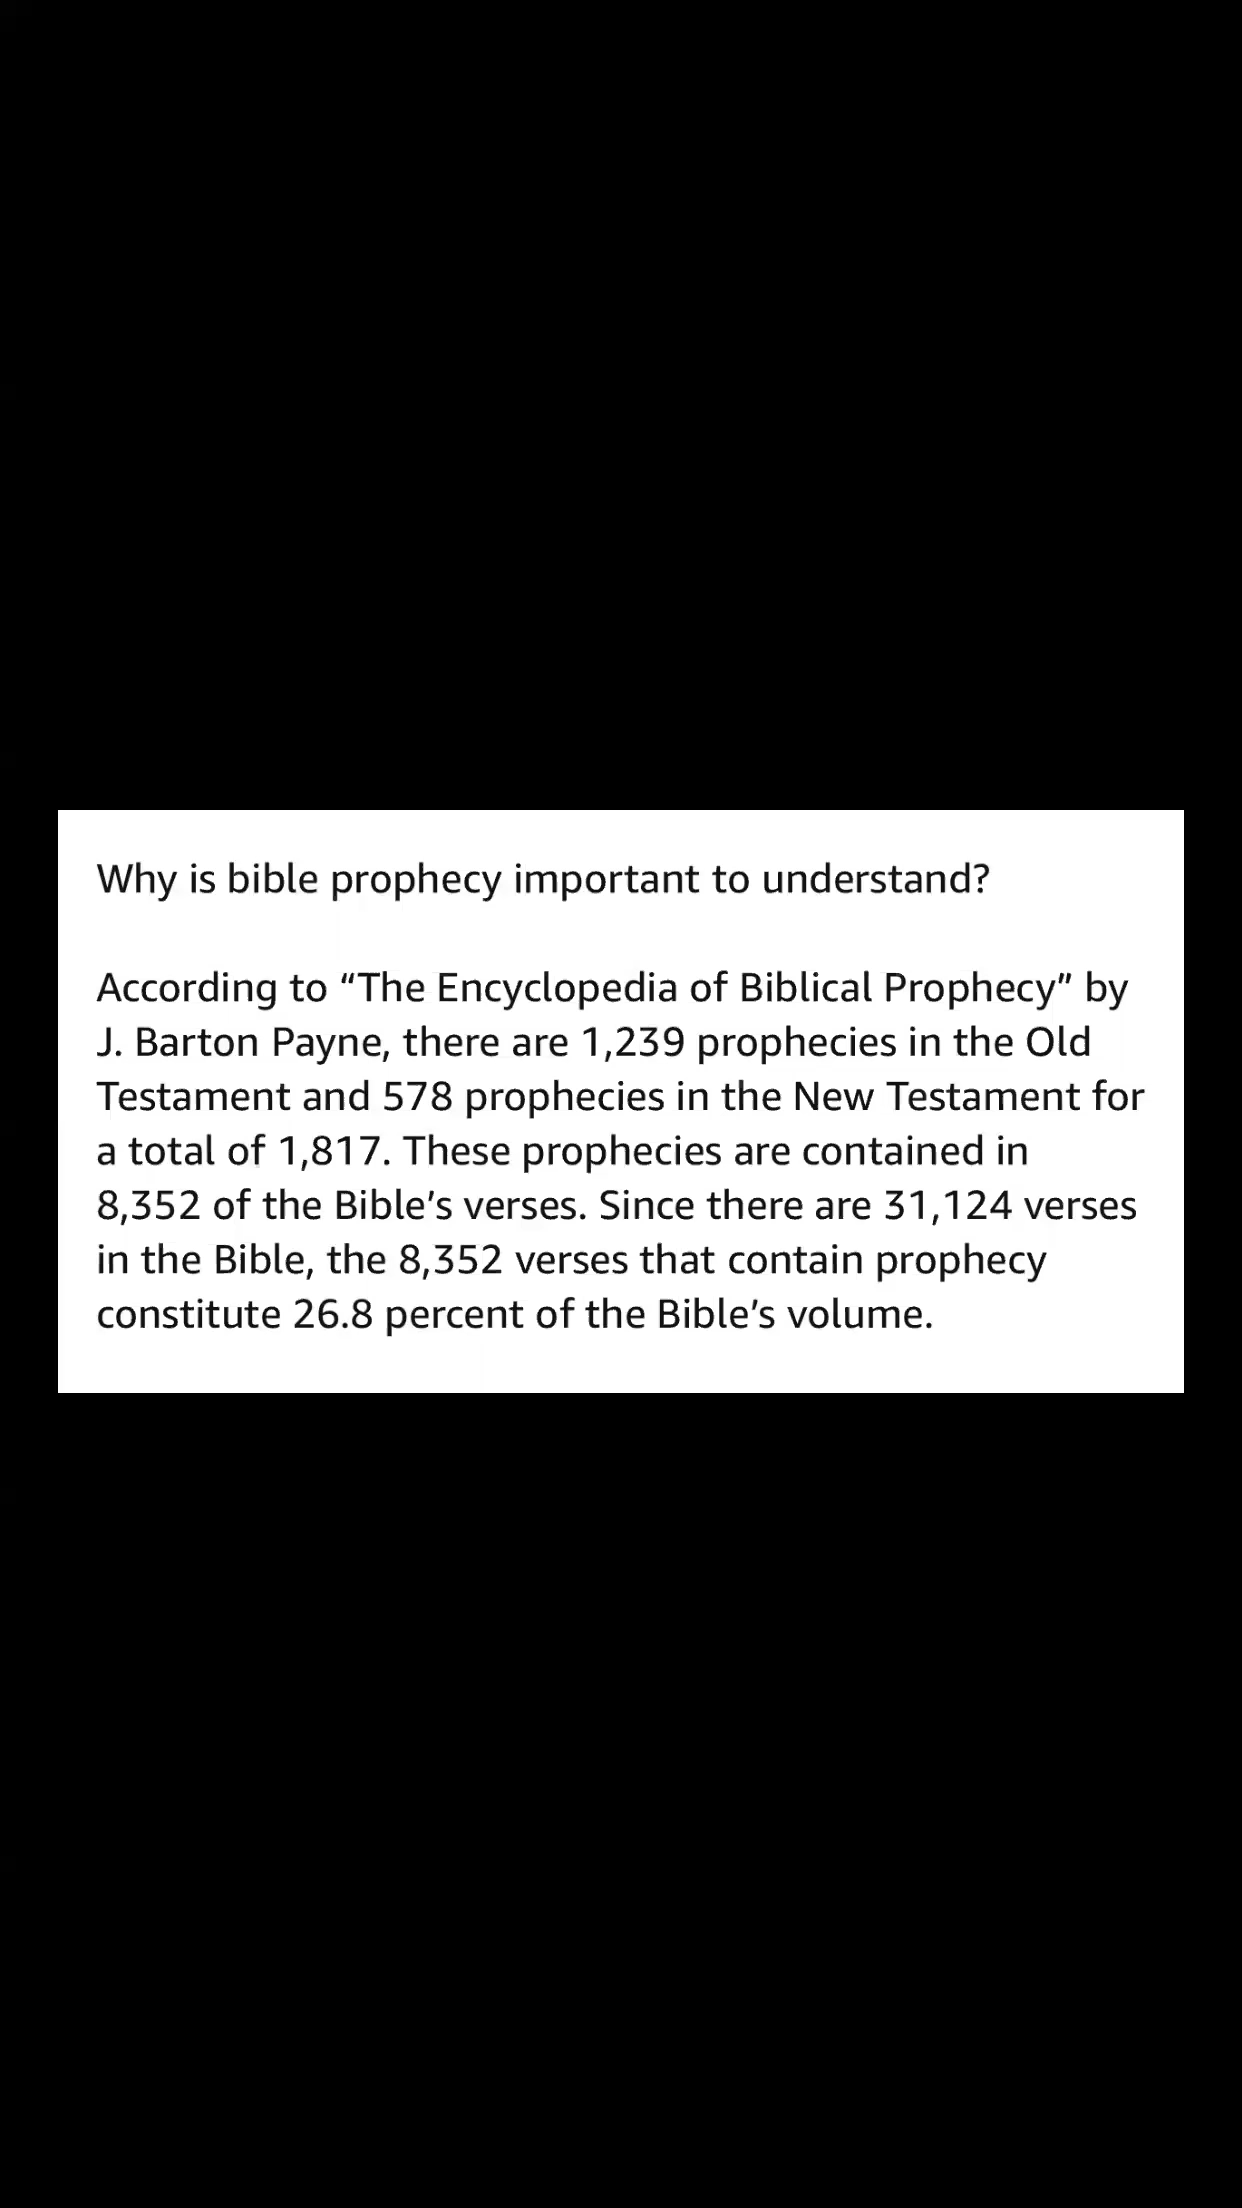 Why is bible prophecy important to understand?
According to “The Encyclopedia of Biblical Prophecy” by
J. Barton Payne, there are 1,239 prophecies in the Old
Testament and 578 prophecies in the New Testament for
a total of 1,817. These prophecies are contained in
8,352 of the Bible’s verses. Since there are 31,124 verses
in the Bible, the 8,352 verses that contain prophecy
constitute 26.8 percent of the Bible’s volume.